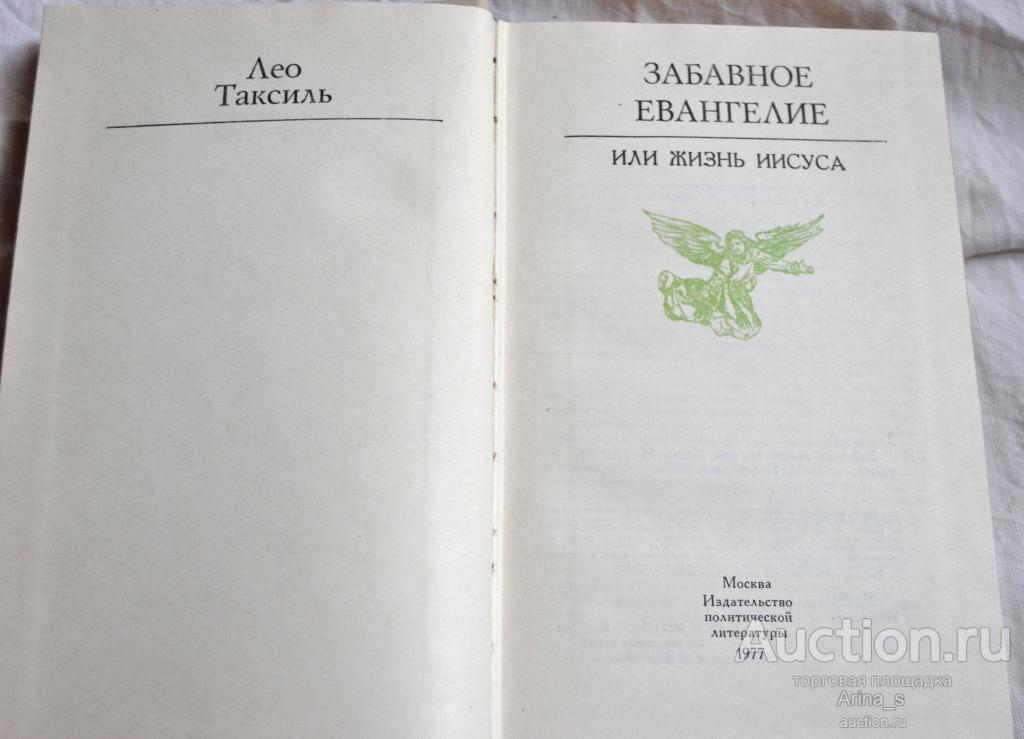 Лео
Таксиль
ЗАБАВНОЕ
ЕВАНГЕЛИЕ
ИЛИ ЖИЗНЬ ИИСУСА
Москва
Издательство
политической
литературы
1977
Auction.ru
торговая площадка
Arina_s
auction.ru